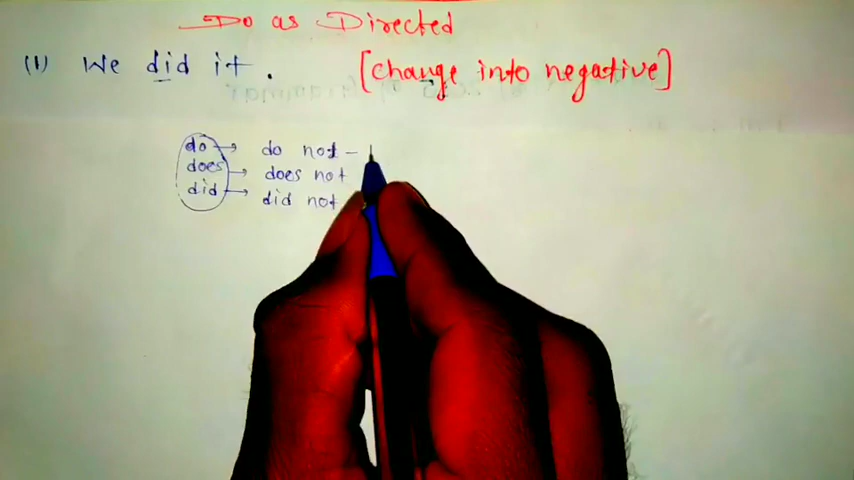 Do as Directed
(1) We did it. [change into negative]
do → do not -
does → does not
did → did not